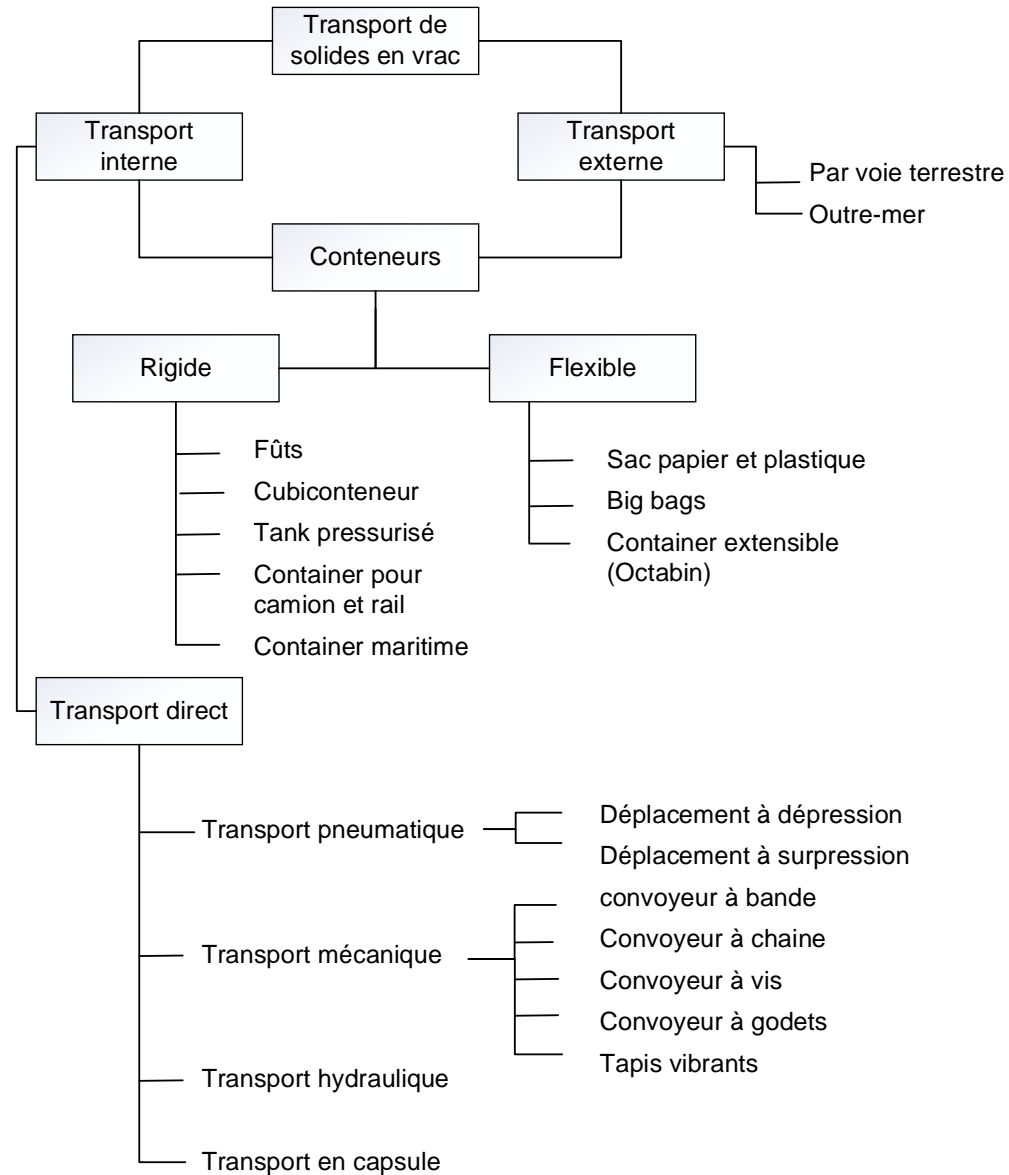 Transport de
solides en vrac
Transport
interne
Transport
externe
Par voie terrestre
Outre-mer
Conteneurs
Rigide
Flexible
Fûts
Cubiconteneur
Tank pressurisé
Container pour
camion et rail
Container maritime
Sac papier et plastique
Big bags
Container extensible
(Octabin)
Transport direct
Transport pneumatique
Déplacement à dépression
Déplacement à surpression
Transport mécanique
convoyeur à bande
Convoyeur à chaine
Convoyeur à vis
Convoyeur à godets
Tapis vibrants
Transport hydraulique
Transport en capsule